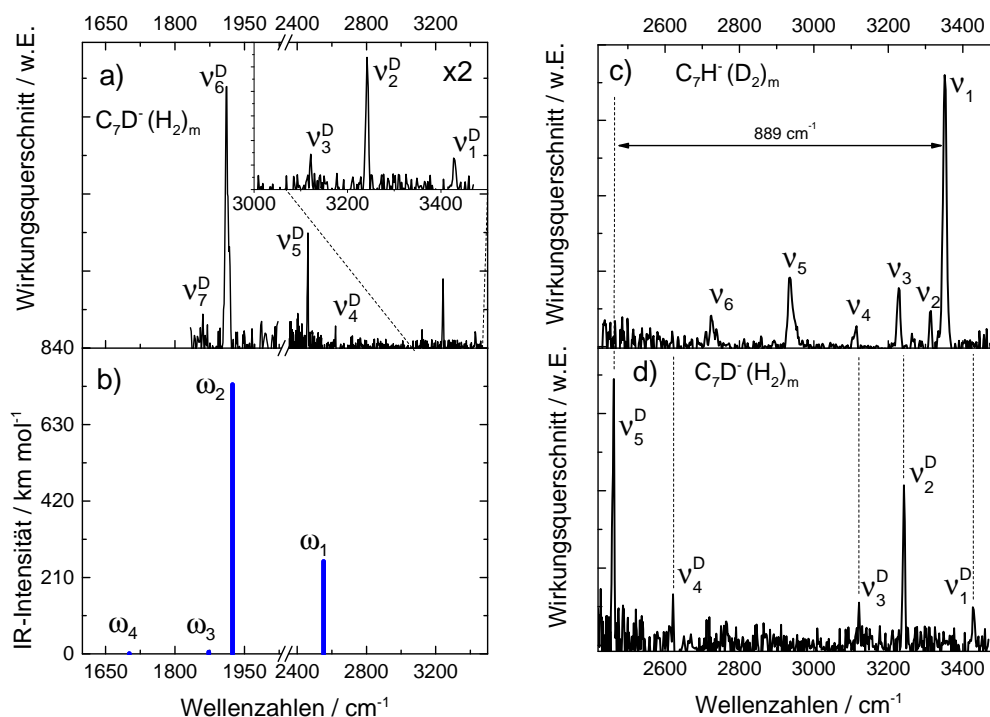 1650 1800 1950 2400 2800 3200
a)
C₇D⁻(H₂)ₘ
x2
ν₇ᴰ
ν₆ᴰ
ν₅ᴰ
ν₄ᴰ
ν₃ᴰ
ν₂ᴰ
ν₁ᴰ
3000 3200 3400
Wirkungsquerschnitt / w.E.
b)
840
630
420
210
0
IR-Intensität / km mol⁻¹
ω₄
ω₃
ω₂
ω₁
1650 1800 1950 2400 2800 3200
Wellenzahlen / cm⁻¹
2600 2800 3000 3200 3400
c)
C₇H⁻(D₂)ₘ
889 cm⁻¹
ν₆
ν₅
ν₄
ν₃
ν₂
ν₁
Wirkungsquerschnitt / w.E.
d)
C₇D⁻(H₂)ₘ
ν₅ᴰ
ν₄ᴰ
ν₃ᴰ
ν₂ᴰ
ν₁ᴰ
Wirkungsquerschnitt / w.E.
2600 2800 3000 3200 3400
Wellenzahlen / cm⁻¹